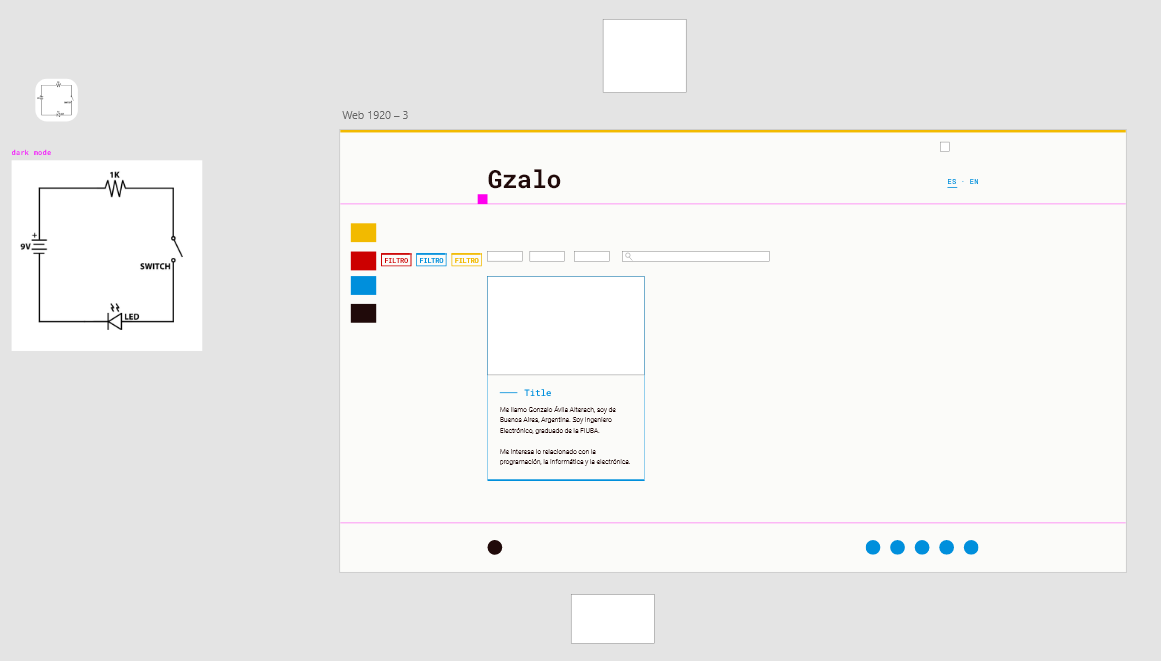 Web 1920 – 3
dark mode
1K
+
9V
SWITCH
LED
Gzalo
ES - EN
FILTRO FILTRO FILTRO
Title
Me llamo Gonzalo Ávila Alterach, soy de
Buenos Aires, Argentina. Soy Ingeniero
Electrónico, graduado de la FIUBA.
Me interesa lo relacionado con la
programación, la informática y la electrónica.